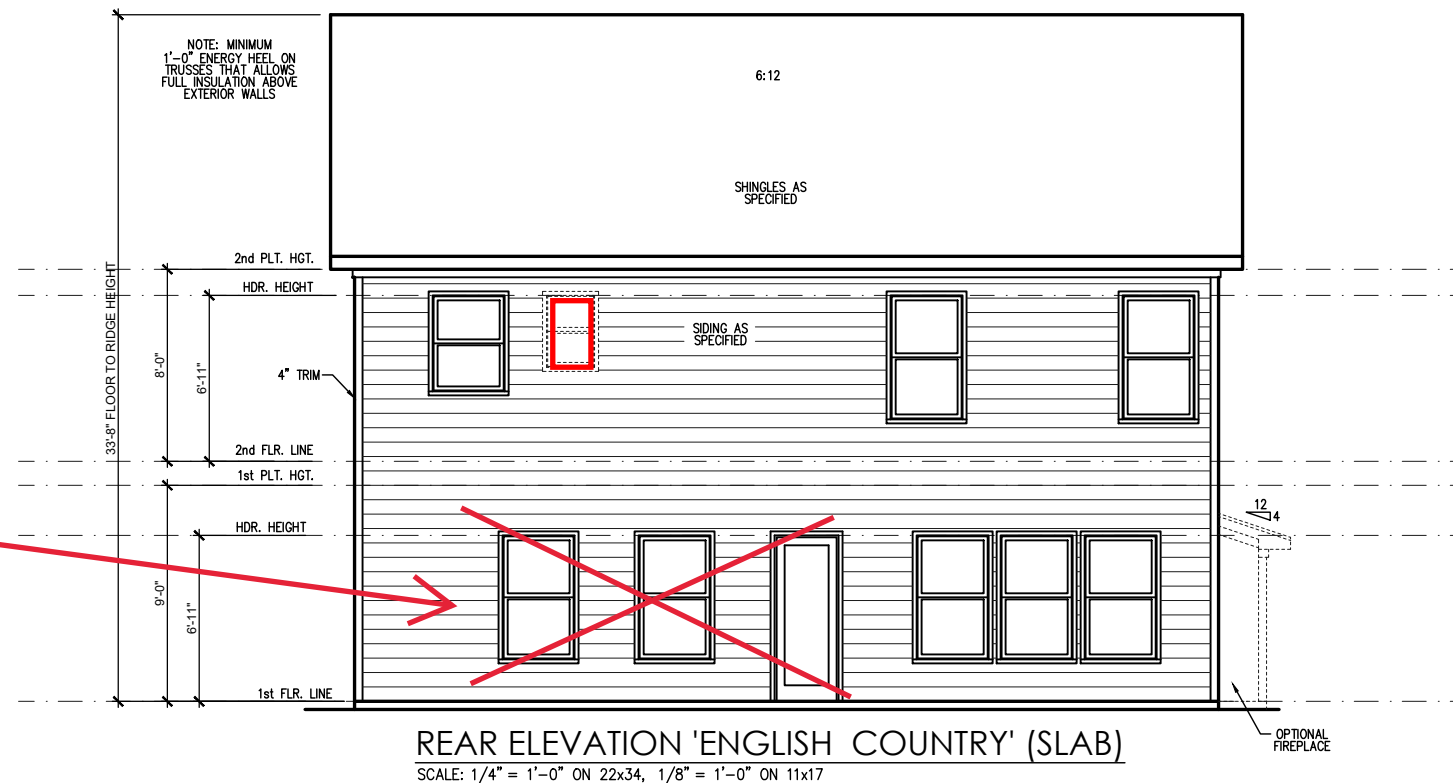 NOTE: MINIMUM
1'-0" ENERGY HEEL ON
TRUSSES THAT ALLOWS
FULL INSULATION ABOVE
EXTERIOR WALLS
6:12
SHINGLES AS
SPECIFIED
2nd PLT. HGT.
HDR. HEIGHT
33'-8" FLOOR TO RIDGE HEIGHT
8'-0"
6'-11"
SIDING AS
SPECIFIED
4" TRIM
2nd FLR. LINE
1st PLT. HGT.
HDR. HEIGHT
12
4
9'-0"
6'-11"
1st FLR. LINE
OPTIONAL
FIREPLACE
REAR ELEVATION 'ENGLISH COUNTRY' (SLAB)
SCALE: 1/4" = 1'-0" ON 22x34, 1/8" = 1'-0" ON 11x17